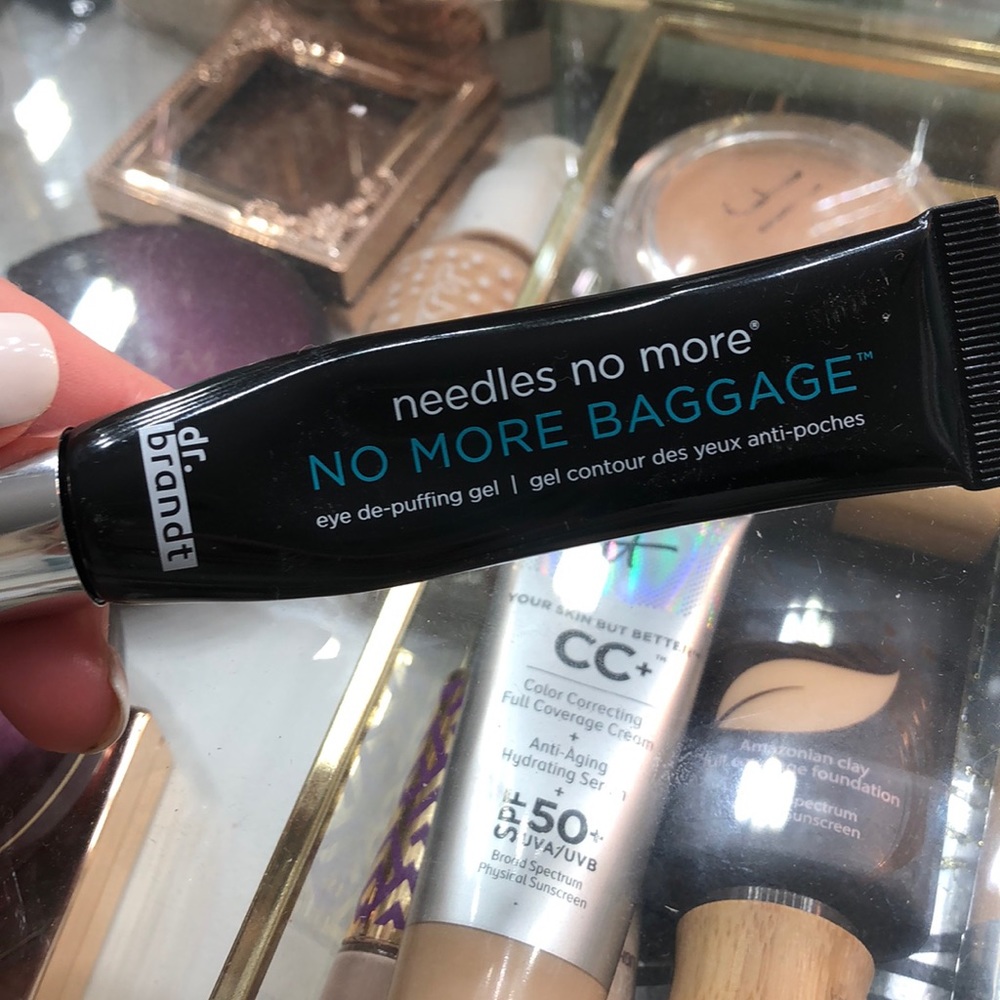 needles no more®
NO MORE BAGGAGE™
eye de-puffing gel | gel contour des yeux anti-poches
dr.
brandt
e.l.f.
it
YOUR SKIN BUT BETTER
CC+™
Color Correcting
Full Coverage Cream
+
Anti-Aging
Hydrating Serum
+
SPF 50+
UVA/UVB
Broad Spectrum
Physical Sunscreen
Amazonian clay
foundation
spectrum
sunscreen